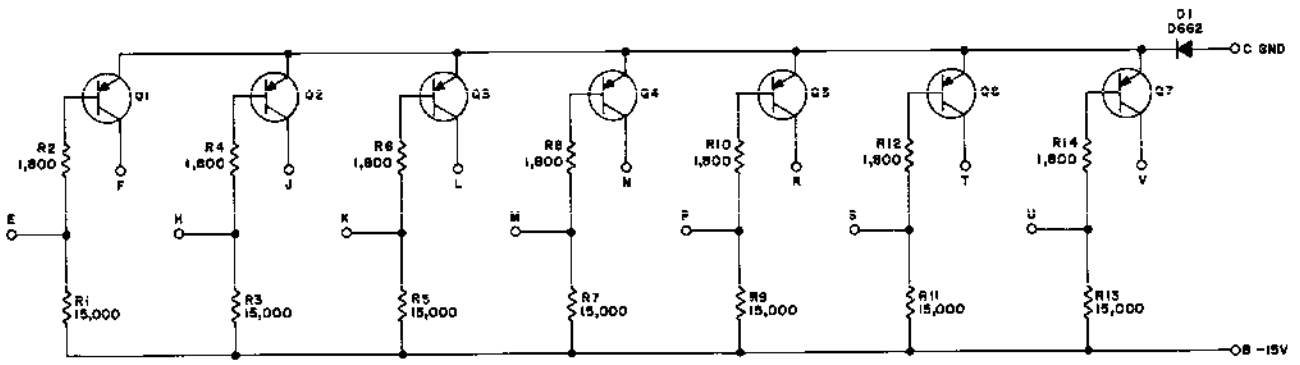 D1
D662
C GND
Q1
Q2
Q3
Q4
Q5
Q6
Q7
R2
1,800
R4
1,800
R6
1,800
R8
1,800
R10
1,800
R12
1,800
R14
1,800
F
J
L
N
R
T
V
E
H
K
M
P
S
U
R1
15,000
R3
15,000
R5
15,000
R7
15,000
R9
15,000
R11
15,000
R13
15,000
B -15V